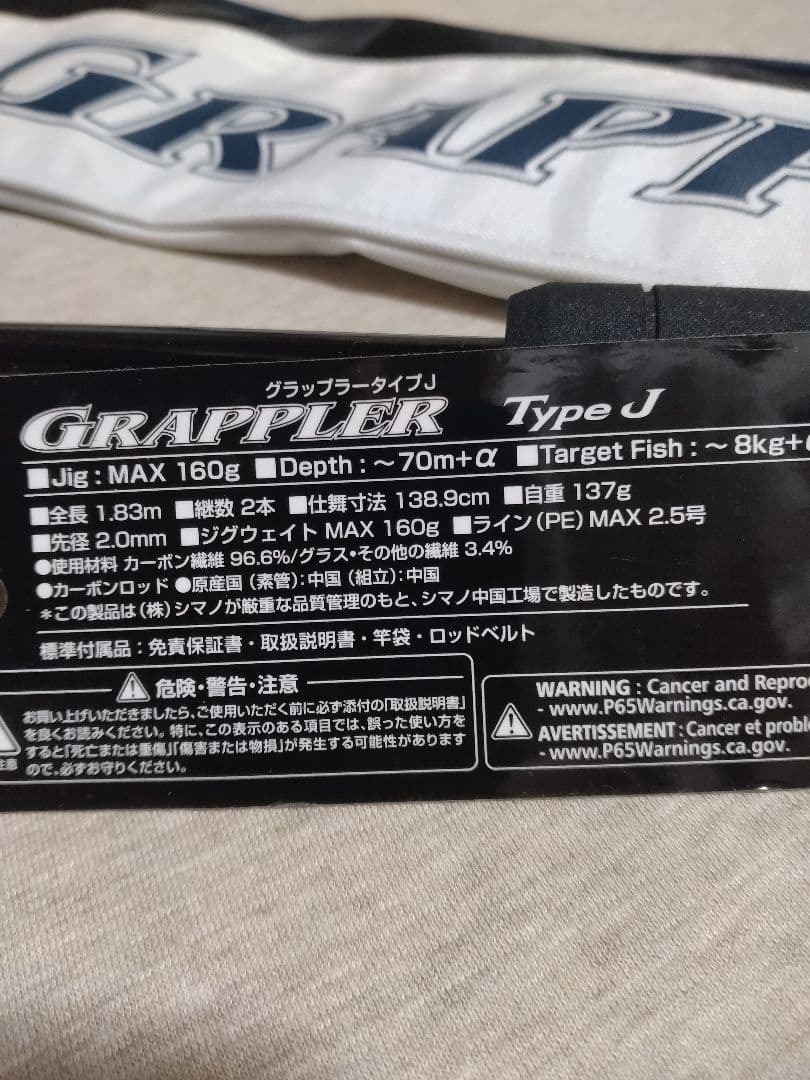 GRAPP
グラップラータイプJ
GRAPPLER Type J
■Jig : MAX 160g ■Depth : ～70m+α ■Target Fish : ～8kg+
■全長 1.83m ■継数 2本 ■仕舞寸法 138.9cm ■自重 137g
■先径 2.0mm ■ジグウェイト MAX 160g ■ライン(PE) MAX 2.5号
●使用材料 カーボン繊維 96.6%/グラス・その他の繊維 3.4%
●カーボンロッド ●原産国 (素管):中国 (組立):中国
*この製品は(株)シマノが厳重な品質管理のもと、シマノ中国工場で製造したものです。
標準付属品:免責保証書・取扱説明書・竿袋・ロッドベルト
危険・警告・注意
お買い上げいただきましたら、ご使用いただく前に必ず添付の「取扱説明書」
を良くお読みください。特に、この表示のある項目では、誤った使い方を
すると「死亡または重傷」「傷害または物損」が発生する可能性があります
ので、必ずお守りください。
注意
WARNING : Cancer and Repro
- www.P65Warnings.ca.gov.
AVERTISSEMENT : Cancer et probl
- www.P65Warnings.ca.gov.